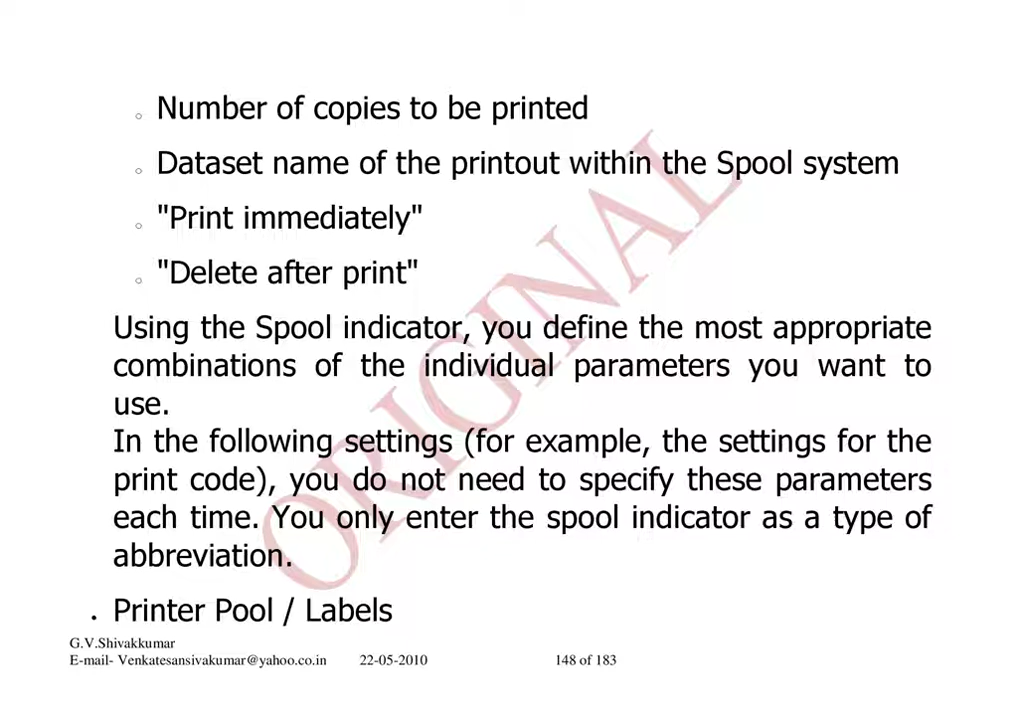 ○ Number of copies to be printed
○ Dataset name of the printout within the Spool system
○ "Print immediately"
○ "Delete after print"
Using the Spool indicator, you define the most appropriate
combinations of the individual parameters you want to
use.
In the following settings (for example, the settings for the
print code), you do not need to specify these parameters
each time. You only enter the spool indicator as a type of
abbreviation.
• Printer Pool / Labels
ORIGINAL
G.V.Shivakkumar
E-mail- Venkatesansivakumar@yahoo.co.in 22-05-2010 148 of 183